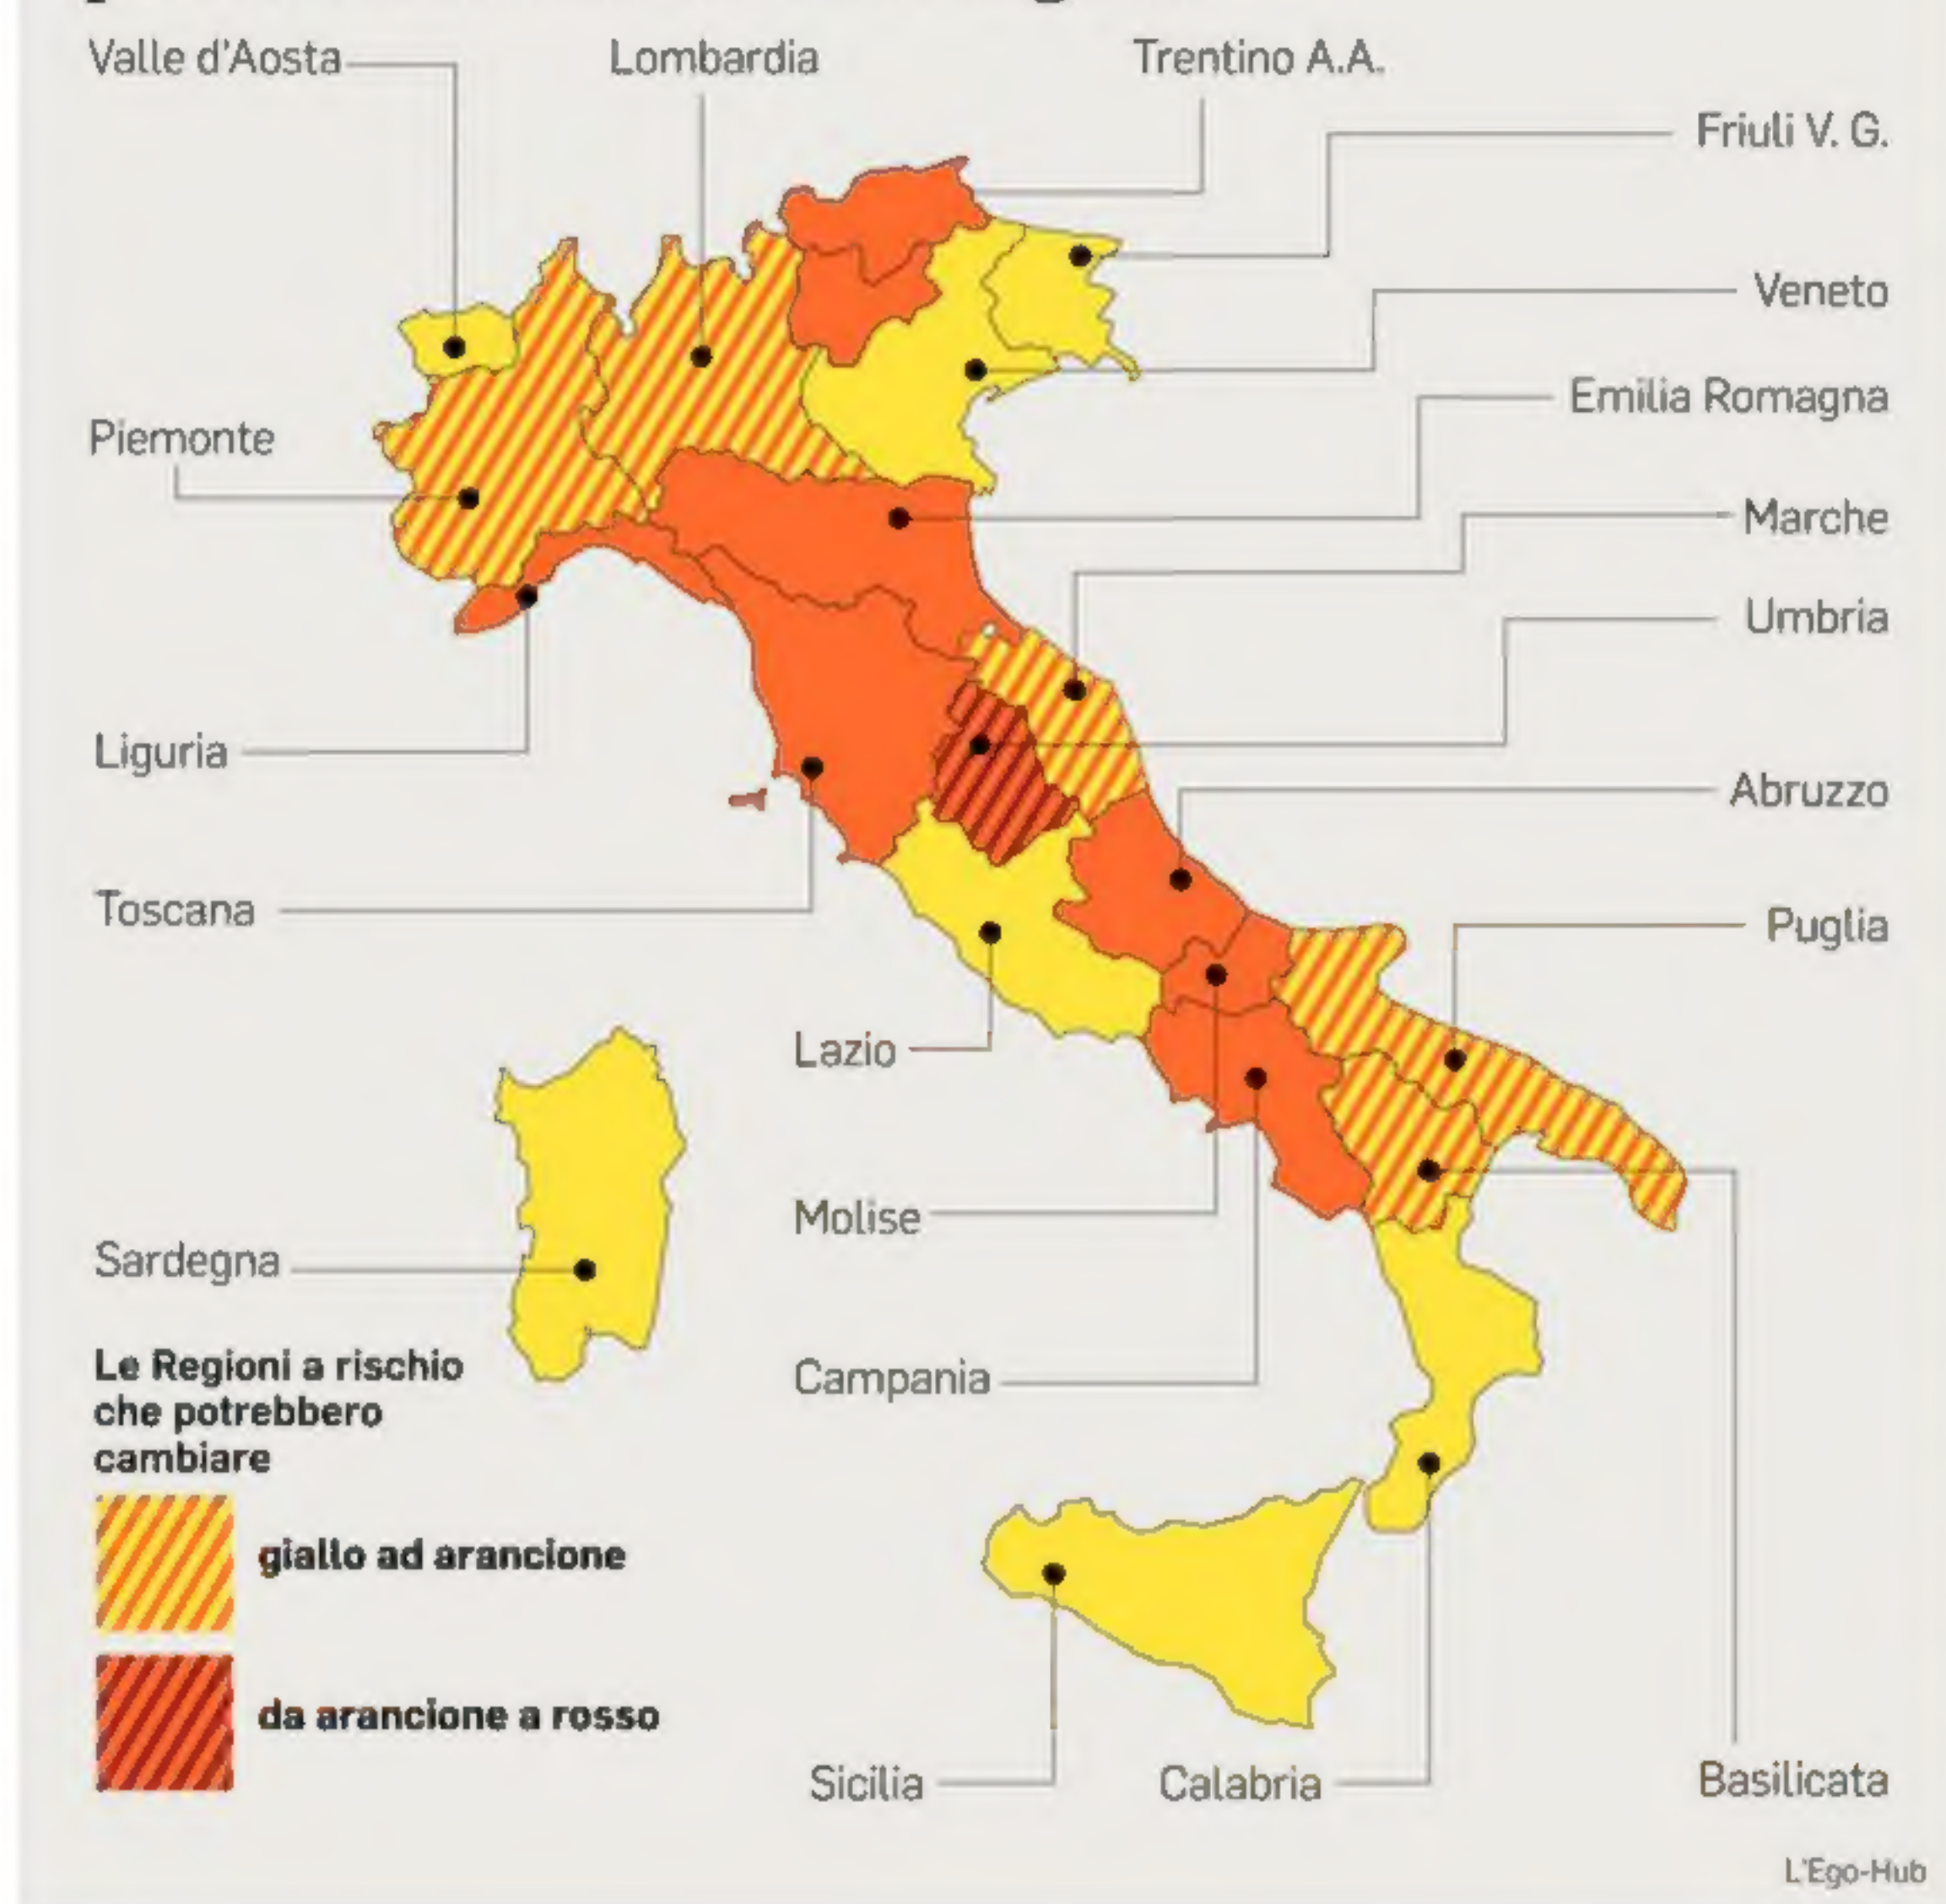 Valle d'Aosta
Lombardia
Trentino A.A.
Friuli V. G.
Veneto
Emilia Romagna
Piemonte
Marche
Umbria
Liguria
Abruzzo
Toscana
Puglia
Lazio
Molise
Sardegna
Le Regioni a rischio
che potrebbero
cambiare
Campania
giallo ad arancione
da arancione a rosso
Sicilia
Calabria
Basilicata
L'Ego-Hub